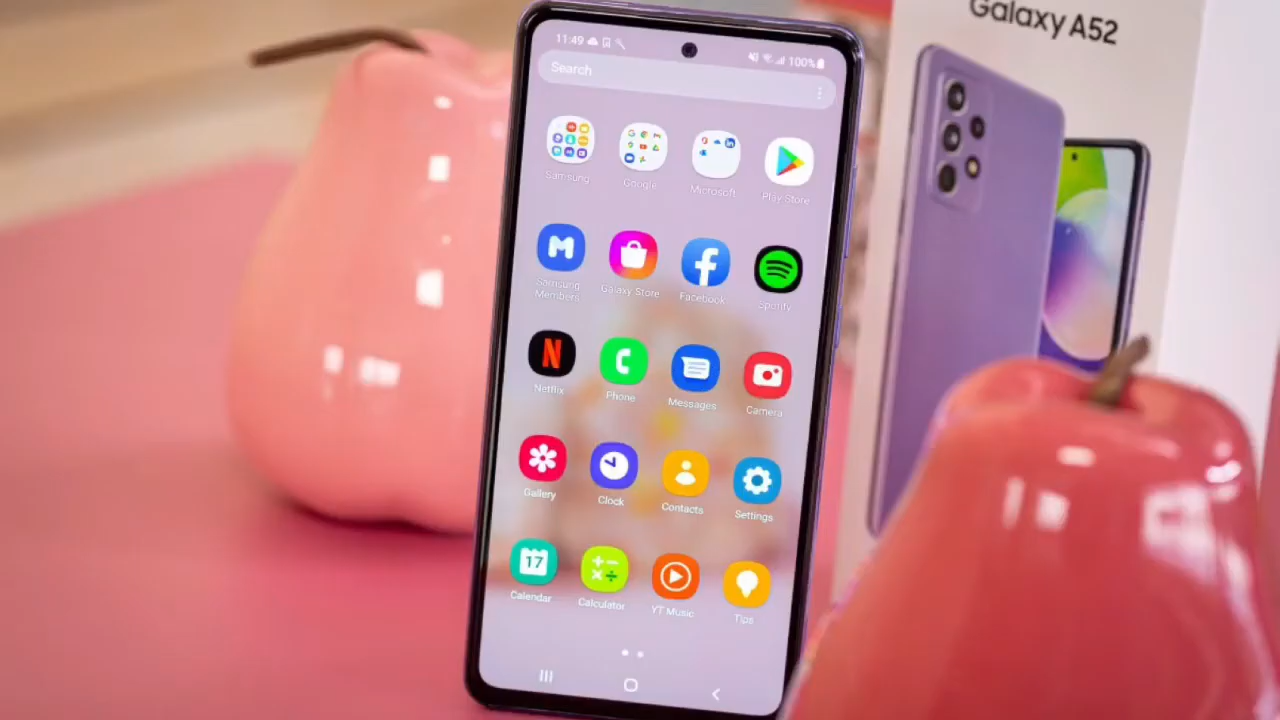 Galaxy A52
11:49 100%
Search
Samsung Google Microsoft Play Store
Samsung
Members Galaxy Store Facebook Spotify
Netflix Phone Messages Camera
Gallery Clock Contacts Settings
17
Calendar Calculator YT Music Tips